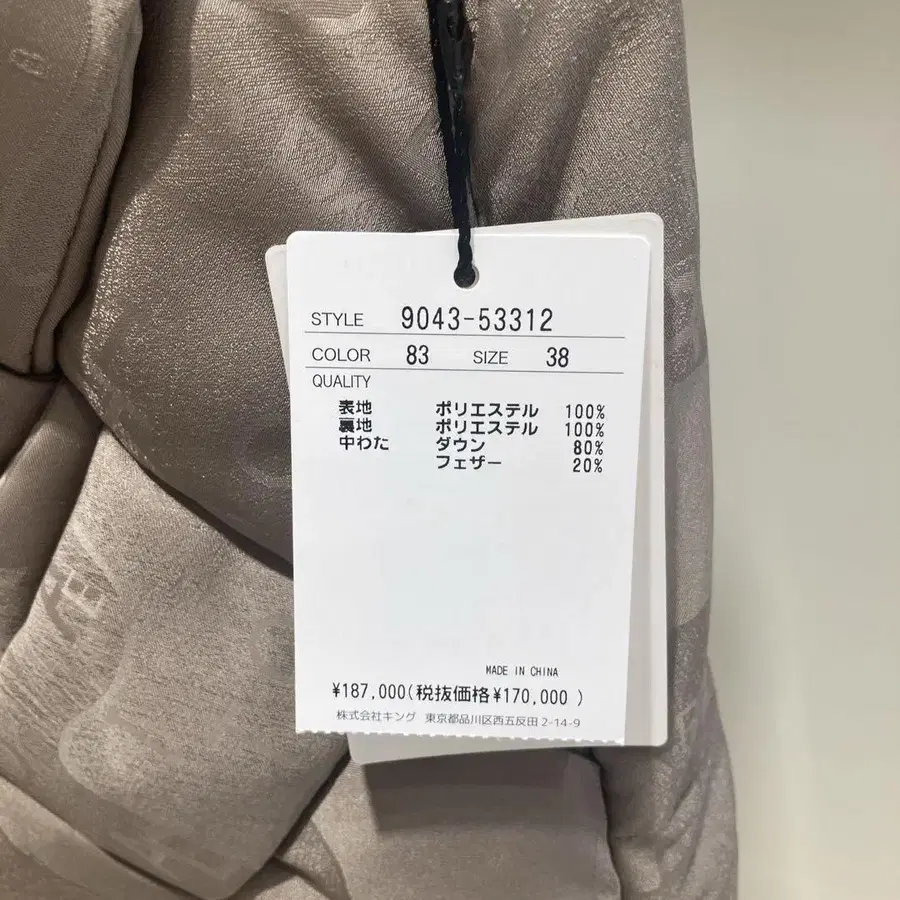 STYLE 9043-53312
COLOR 83 SIZE 38
QUALITY
表地 ポリエステル 100%
裏地 ポリエステル 100%
中わた ダウン 80%
フェザー 20%
MADE IN CHINA
¥187,000(税抜価格¥170,000 )
株式会社キング 東京都品川区西五反田 2-14-9